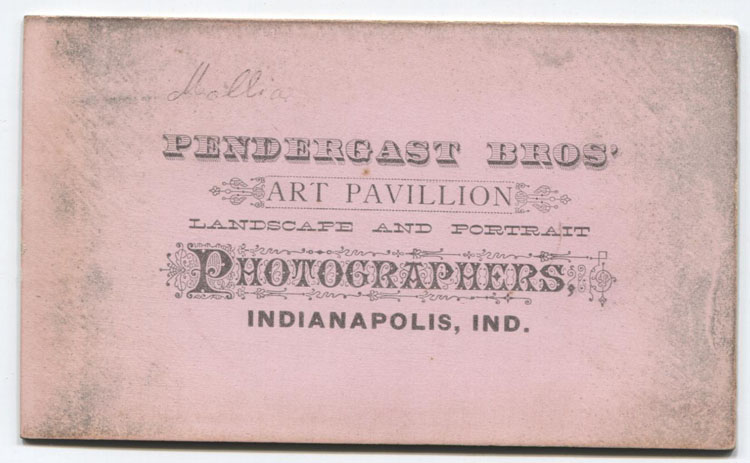 Mollie
PENDERGAST BROS'
ART PAVILLION
LANDSCAPE AND PORTRAIT
PHOTOGRAPHERS,
INDIANAPOLIS, IND.